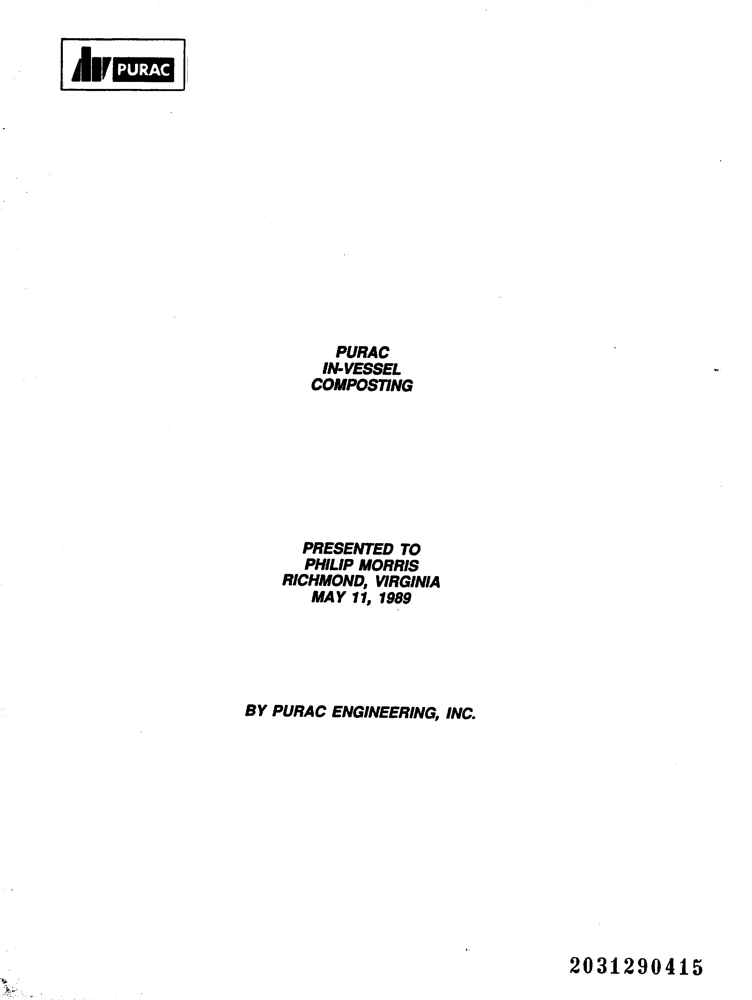 PURAC
PURAC
IN-VESSEL
COMPOSTING
PRESENTED TO
PHILIP MORRIS
RICHMOND, VIRGINIA
MAY 11, 1989
BY PURAC ENGINEERING, INC.
2031290415